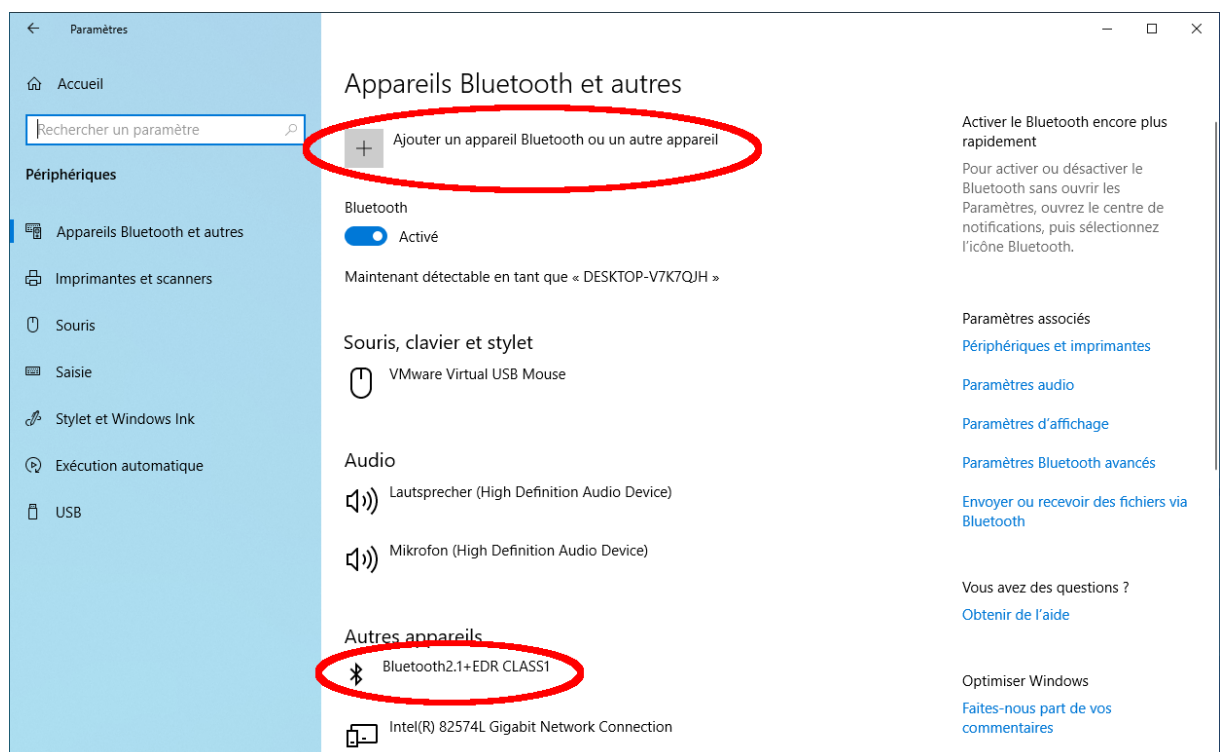 Paramètres
Accueil
Rechercher un paramètre
Périphériques
Appareils Bluetooth et autres
Imprimantes et scanners
Souris
Saisie
Stylet et Windows Ink
Exécution automatique
USB
Appareils Bluetooth et autres
Ajouter un appareil Bluetooth ou un autre appareil
Bluetooth
Activé
Maintenant détectable en tant que « DESKTOP-V7K7QJH »
Souris, clavier et stylet
VMware Virtual USB Mouse
Audio
Lautsprecher (High Definition Audio Device)
Mikrofon (High Definition Audio Device)
Autres appareils
Bluetooth2.1+EDR CLASS1
Intel(R) 82574L Gigabit Network Connection
Activer le Bluetooth encore plus
rapidement
Pour activer ou désactiver le
Bluetooth sans ouvrir les
Paramètres, ouvrez le centre de
notifications, puis sélectionnez
l’icône Bluetooth.
Paramètres associés
Périphériques et imprimantes
Paramètres audio
Paramètres d’affichage
Paramètres Bluetooth avancés
Envoyer ou recevoir des fichiers via
Bluetooth
Vous avez des questions ?
Obtenir de l’aide
Optimiser Windows
Faites-nous part de vos
commentaires